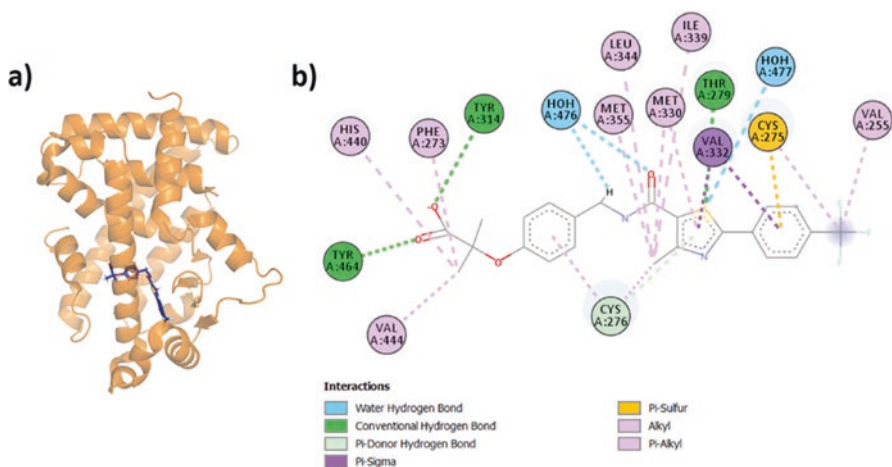 a)
b)
LEU
A:344
ILE
A:339
HOH
A:477
TYR
A:314
HOH
A:476
THR
A:279
HIS
A:440
PHE
A:273
MET
A:355
MET
A:330
VAL
A:332
CYS
A:275
VAL
A:255
H
O
O
O
N
S
F
F
F
TYR
A:464
O
N
VAL
A:444
CYS
A:276
Interactions
Water Hydrogen Bond
Conventional Hydrogen Bond
Pi-Donor Hydrogen Bond
Pi-Sigma
Pi-Sulfur
Alkyl
Pi-Alkyl